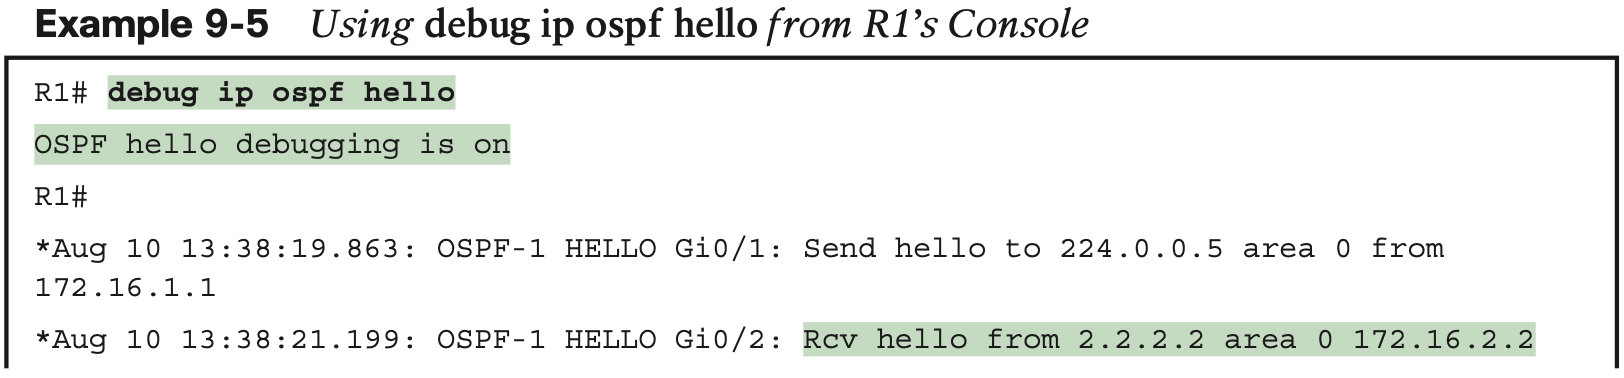 Example 9-5 Using debug ip ospf hello from R1’s Console
R1# debug ip ospf hello
OSPF hello debugging is on
R1#
*Aug 10 13:38:19.863: OSPF-1 HELLO Gi0/1: Send hello to 224.0.0.5 area 0 from
172.16.1.1
*Aug 10 13:38:21.199: OSPF-1 HELLO Gi0/2: Rcv hello from 2.2.2.2 area 0 172.16.2.2